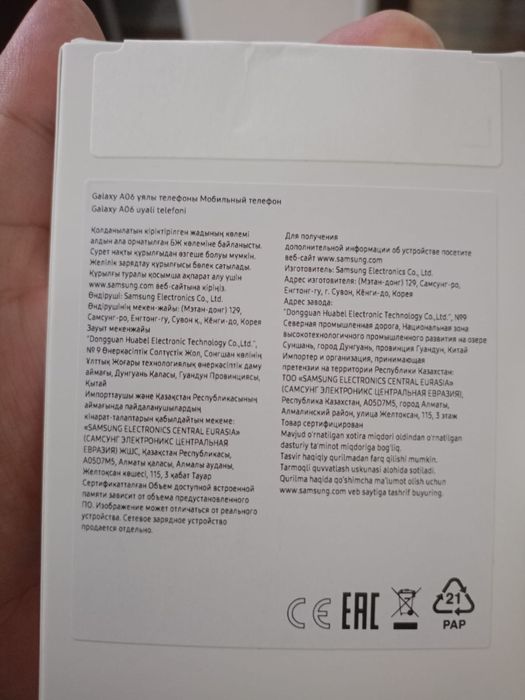 Galaxy A06 ұялы телефоны Мобильный телефон
Galaxy A06 uyali telefoni
Қолданылатын кіріктірілген жадының көлемі
алдын ала орнатылған БЖ көлеміне байланысты.
Сурет нақты құрылғыдан өзгеше болуы мүмкін.
Желілік зарядтау құрылғысы бөлек сатылады.
Құрылғы туралы қосымша ақпарат алу үшін
www.samsung.com веб-сайтына кіріңіз.
Өндіруші: Samsung Electronics Co., Ltd.
Өндірушінің мекен-жайы: (Мэтан-донг) 129,
Самсунг-ро, Енгтонг-гу, Сувон к., Кёнги-до, Корея
Зауыт мекенжайы
"Dongguan Huabel Electronic Technology Co.,Ltd.",
№ 9 Өнеркәсіптік Солтүстік Жол, Соңгшан көлінің
Ұлттық Жоғары технологиялық өнеркәсіптік даму
аймағы, Дунгуань Қаласы, Гуандун Провинциясы,
Қытай
Импорттаушы және Қазақстан Республикасының
аймағында пайдаланушылардың
кінарат-талаптарын қабылдайтын мекеме:
«SAMSUNG ELECTRONICS CENTRAL EURASIA»
(САМСУНГ ЭЛЕКТРОНИКС ЦЕНТРАЛЬНАЯ
ЕВРАЗИЯ) ЖШС, Қазақстан Республикасы,
A05D7M5, Алматы қаласы, Алмалы ауданы,
Желтоқсан көшесі, 115, 3 қабат Тауар
Сертификатталған Объем доступной встроенной
памяти зависит от объема предустановленного
ПО. Изображение может отличаться от реального
устройства. Сетевое зарядное устройство
продается отдельно.
Для получения
дополнительной информации об устройстве посетите
веб-сайт www.samsung.com
Изготовитель: Samsung Electronics Co., Ltd.
Адрес изготовителя: (Мэтан-донг) 129, Самсунг-ро,
Енгтонг-гу, г. Сувон, Кёнги-до, Корея
Адрес завода:
"Dongguan Huabel Electronic Technology Co.,Ltd.", №9
Северная промышленная дорога, Национальная зона
высокотехнологичного промышленного развития на озере
Суншань, город Дунгуань, провинция Гуандун, Китай
Импортер и организация, принимающая
претензии на территории Республики Казахстан:
ТОО «SAMSUNG ELECTRONICS CENTRAL EURASIA»
(САМСУНГ ЭЛЕКТРОНИКС ЦЕНТРАЛЬНАЯ ЕВРАЗИЯ),
Республика Казахстан, A05D7M5, город Алматы,
Алмалинский район, улица Желтоксан, 115, 3 этаж
Товар сертифицирован
Mavjud o'rnatilgan xotira miqdori oldindan o'rnatilgan
dasturiy ta'minot miqdoriga bog'liq.
Tasvir haqiqiy qurilmadan farq qilishi mumkin.
Tarmoqli quvvatlash uskunasi alohida sotiladi.
Qurilma haqida qo'shimcha ma'lumot olish uchun
www.samsung.com veb saytiga tashrif buyuring.
CE EAC
21
PAP